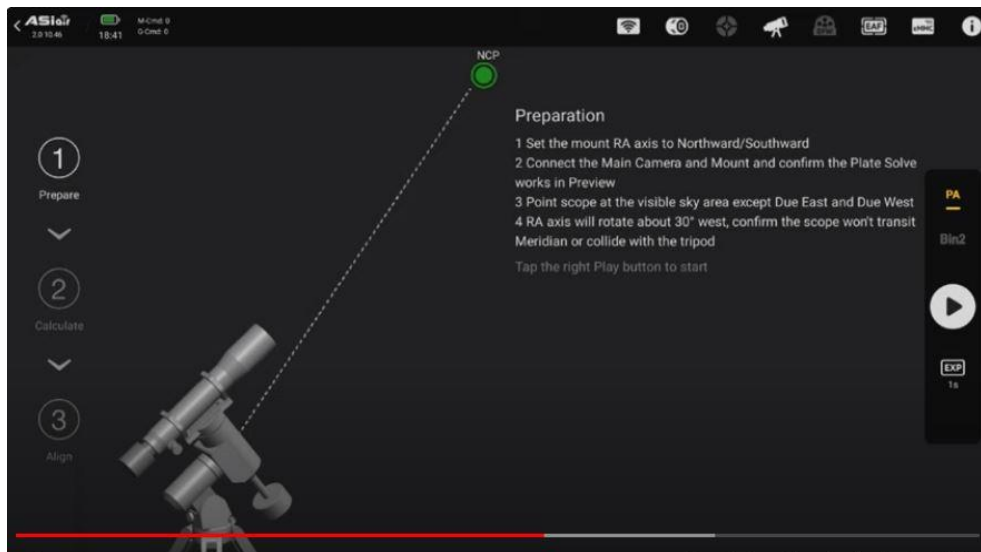 ASiair
M-Cmd: 0
2.0 10.46
18:41
G-Cmd: 0
EAF
eMMC
NCP
1
Prepare
2
Calculate
3
Align
Preparation
1 Set the mount RA axis to Northward/Southward
2 Connect the Main Camera and Mount and confirm the Plate Solve
works in Preview
3 Point scope at the visible sky area except Due East and Due West
4 RA axis will rotate about 30° west, confirm the scope won't transit
Meridian or collide with the tripod
Tap the right Play button to start
PA
Bin2
EXP
1s